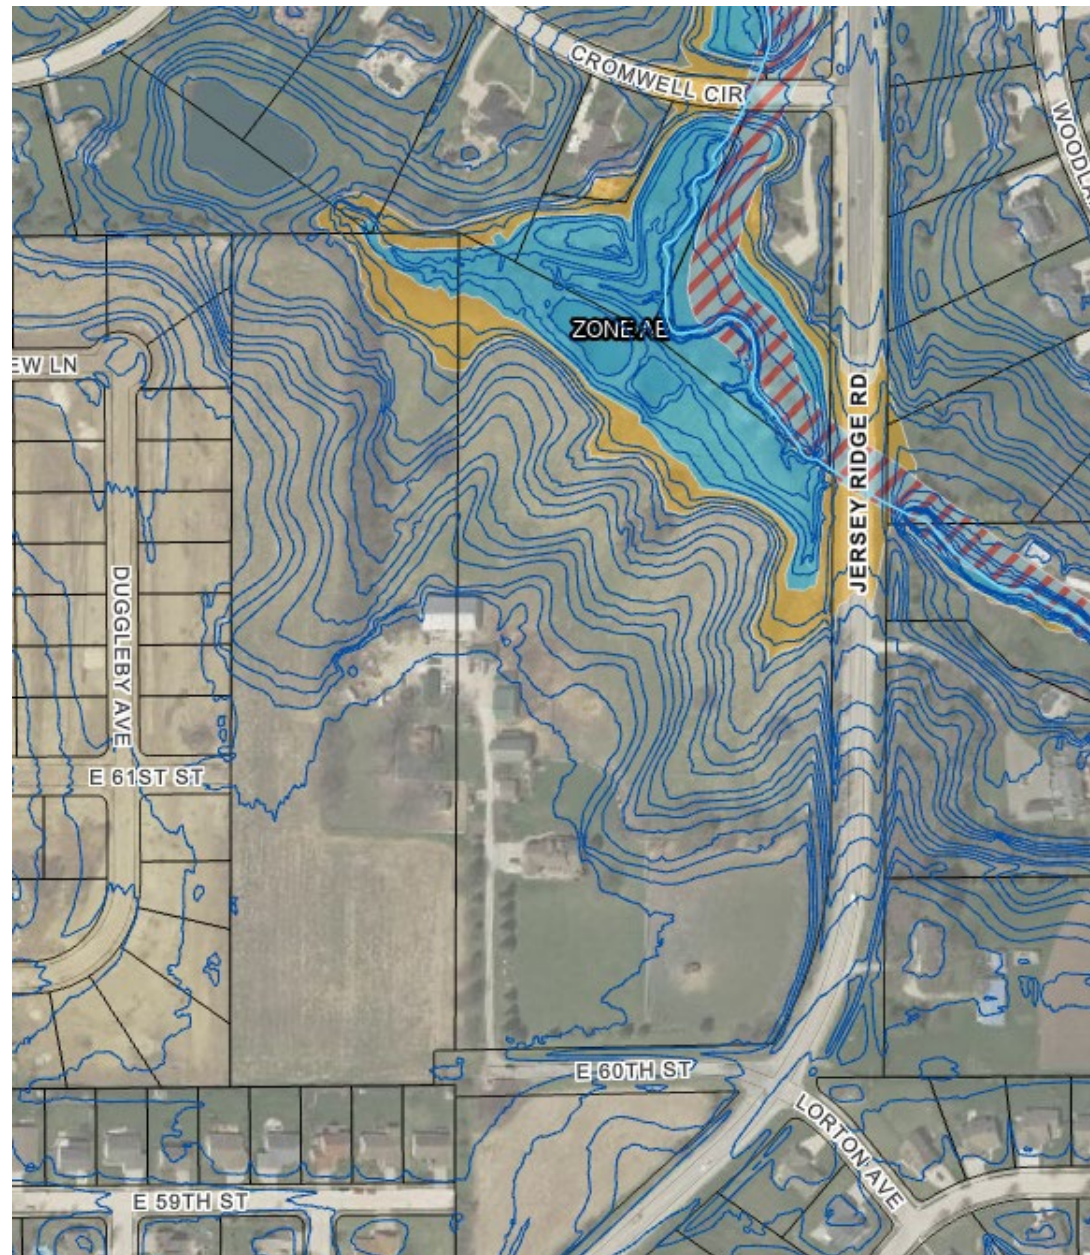 CROMWELL CIR
WOODL
ZONE AE
EW LN
JERSEY RIDGE RD
DUGGLEBY AVE
E 61ST ST
E 60TH ST
LORTON AVE
E 59TH ST